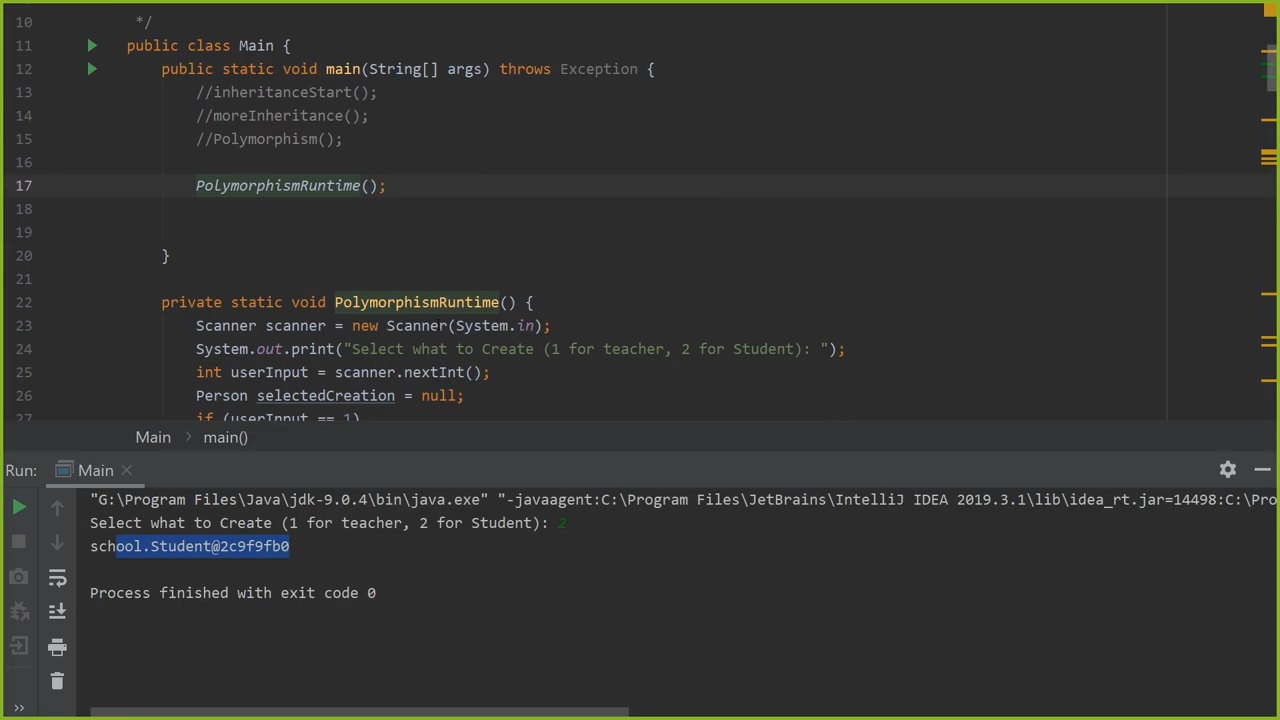 10 */
11 public class Main {
12 public static void main(String[] args) throws Exception {
13 //inheritanceStart();
14 //moreInheritance();
15 //Polymorphism();
16
17 PolymorphismRuntime();
18
19
20 }
21
22 private static void PolymorphismRuntime() {
23 Scanner scanner = new Scanner(System.in);
24 System.out.print("Select what to Create (1 for teacher, 2 for Student): ");
25 int userInput = scanner.nextInt();
26 Person selectedCreation = null;
27 if (userInput == 1)
Main > main()
Run: Main ×
"G:\Program Files\Java\jdk-9.0.4\bin\java.exe" "-javaagent:C:\Program Files\JetBrains\IntelliJ IDEA 2019.3.1\lib\idea_rt.jar=14498:C:\Pro
Select what to Create (1 for teacher, 2 for Student): 2
school.Student@2c9f9fb0
Process finished with exit code 0
>>